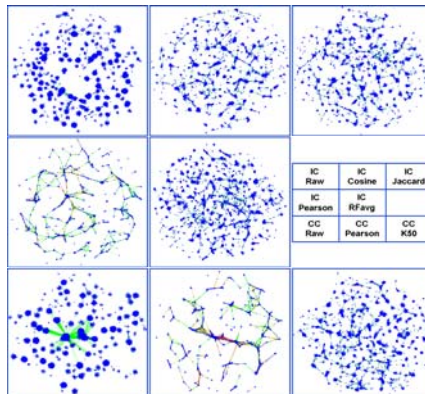 IC Raw
IC Cosine
IC Jaccard
IC Pearson
IC RFavg
CC Raw
CC Pearson
CC K50